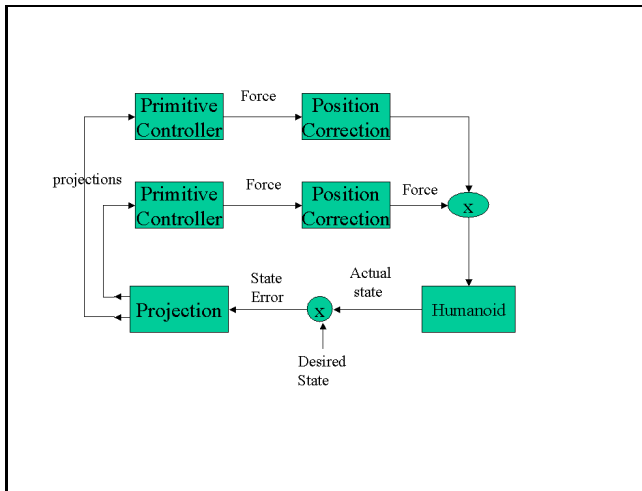 Force
Primitive
Controller
Position
Correction
projections
Primitive
Controller
Force
Position
Correction
Force
x
State
Error
Actual
state
Projection
x
Humanoid
Desired
State